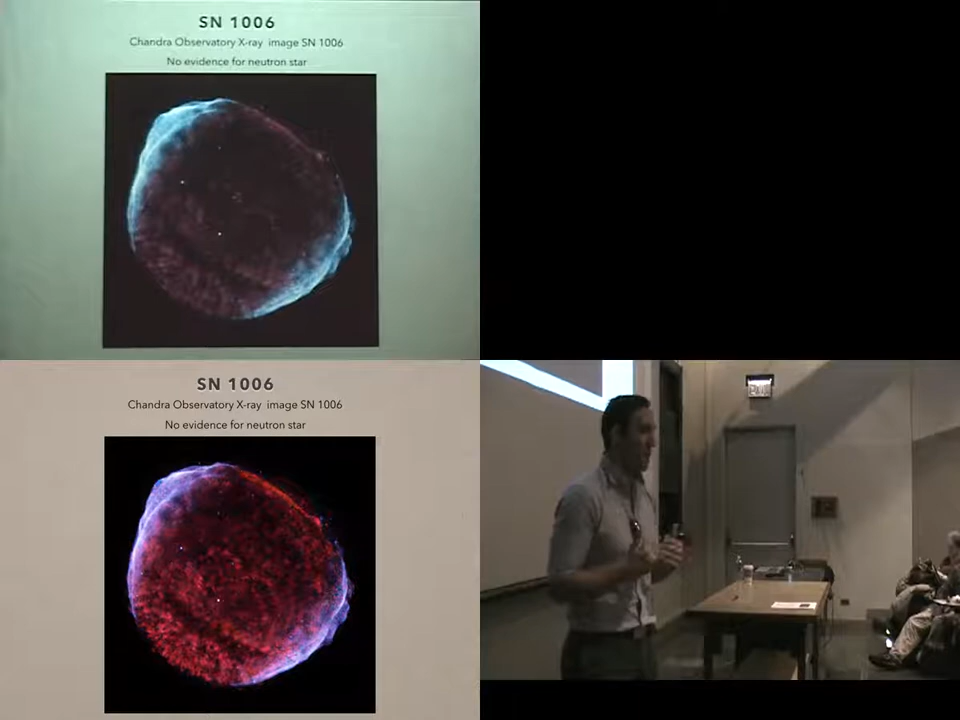 SN 1006
Chandra Observatory X-ray image SN 1006
No evidence for neutron star
SN 1006
Chandra Observatory X-ray image SN 1006
No evidence for neutron star